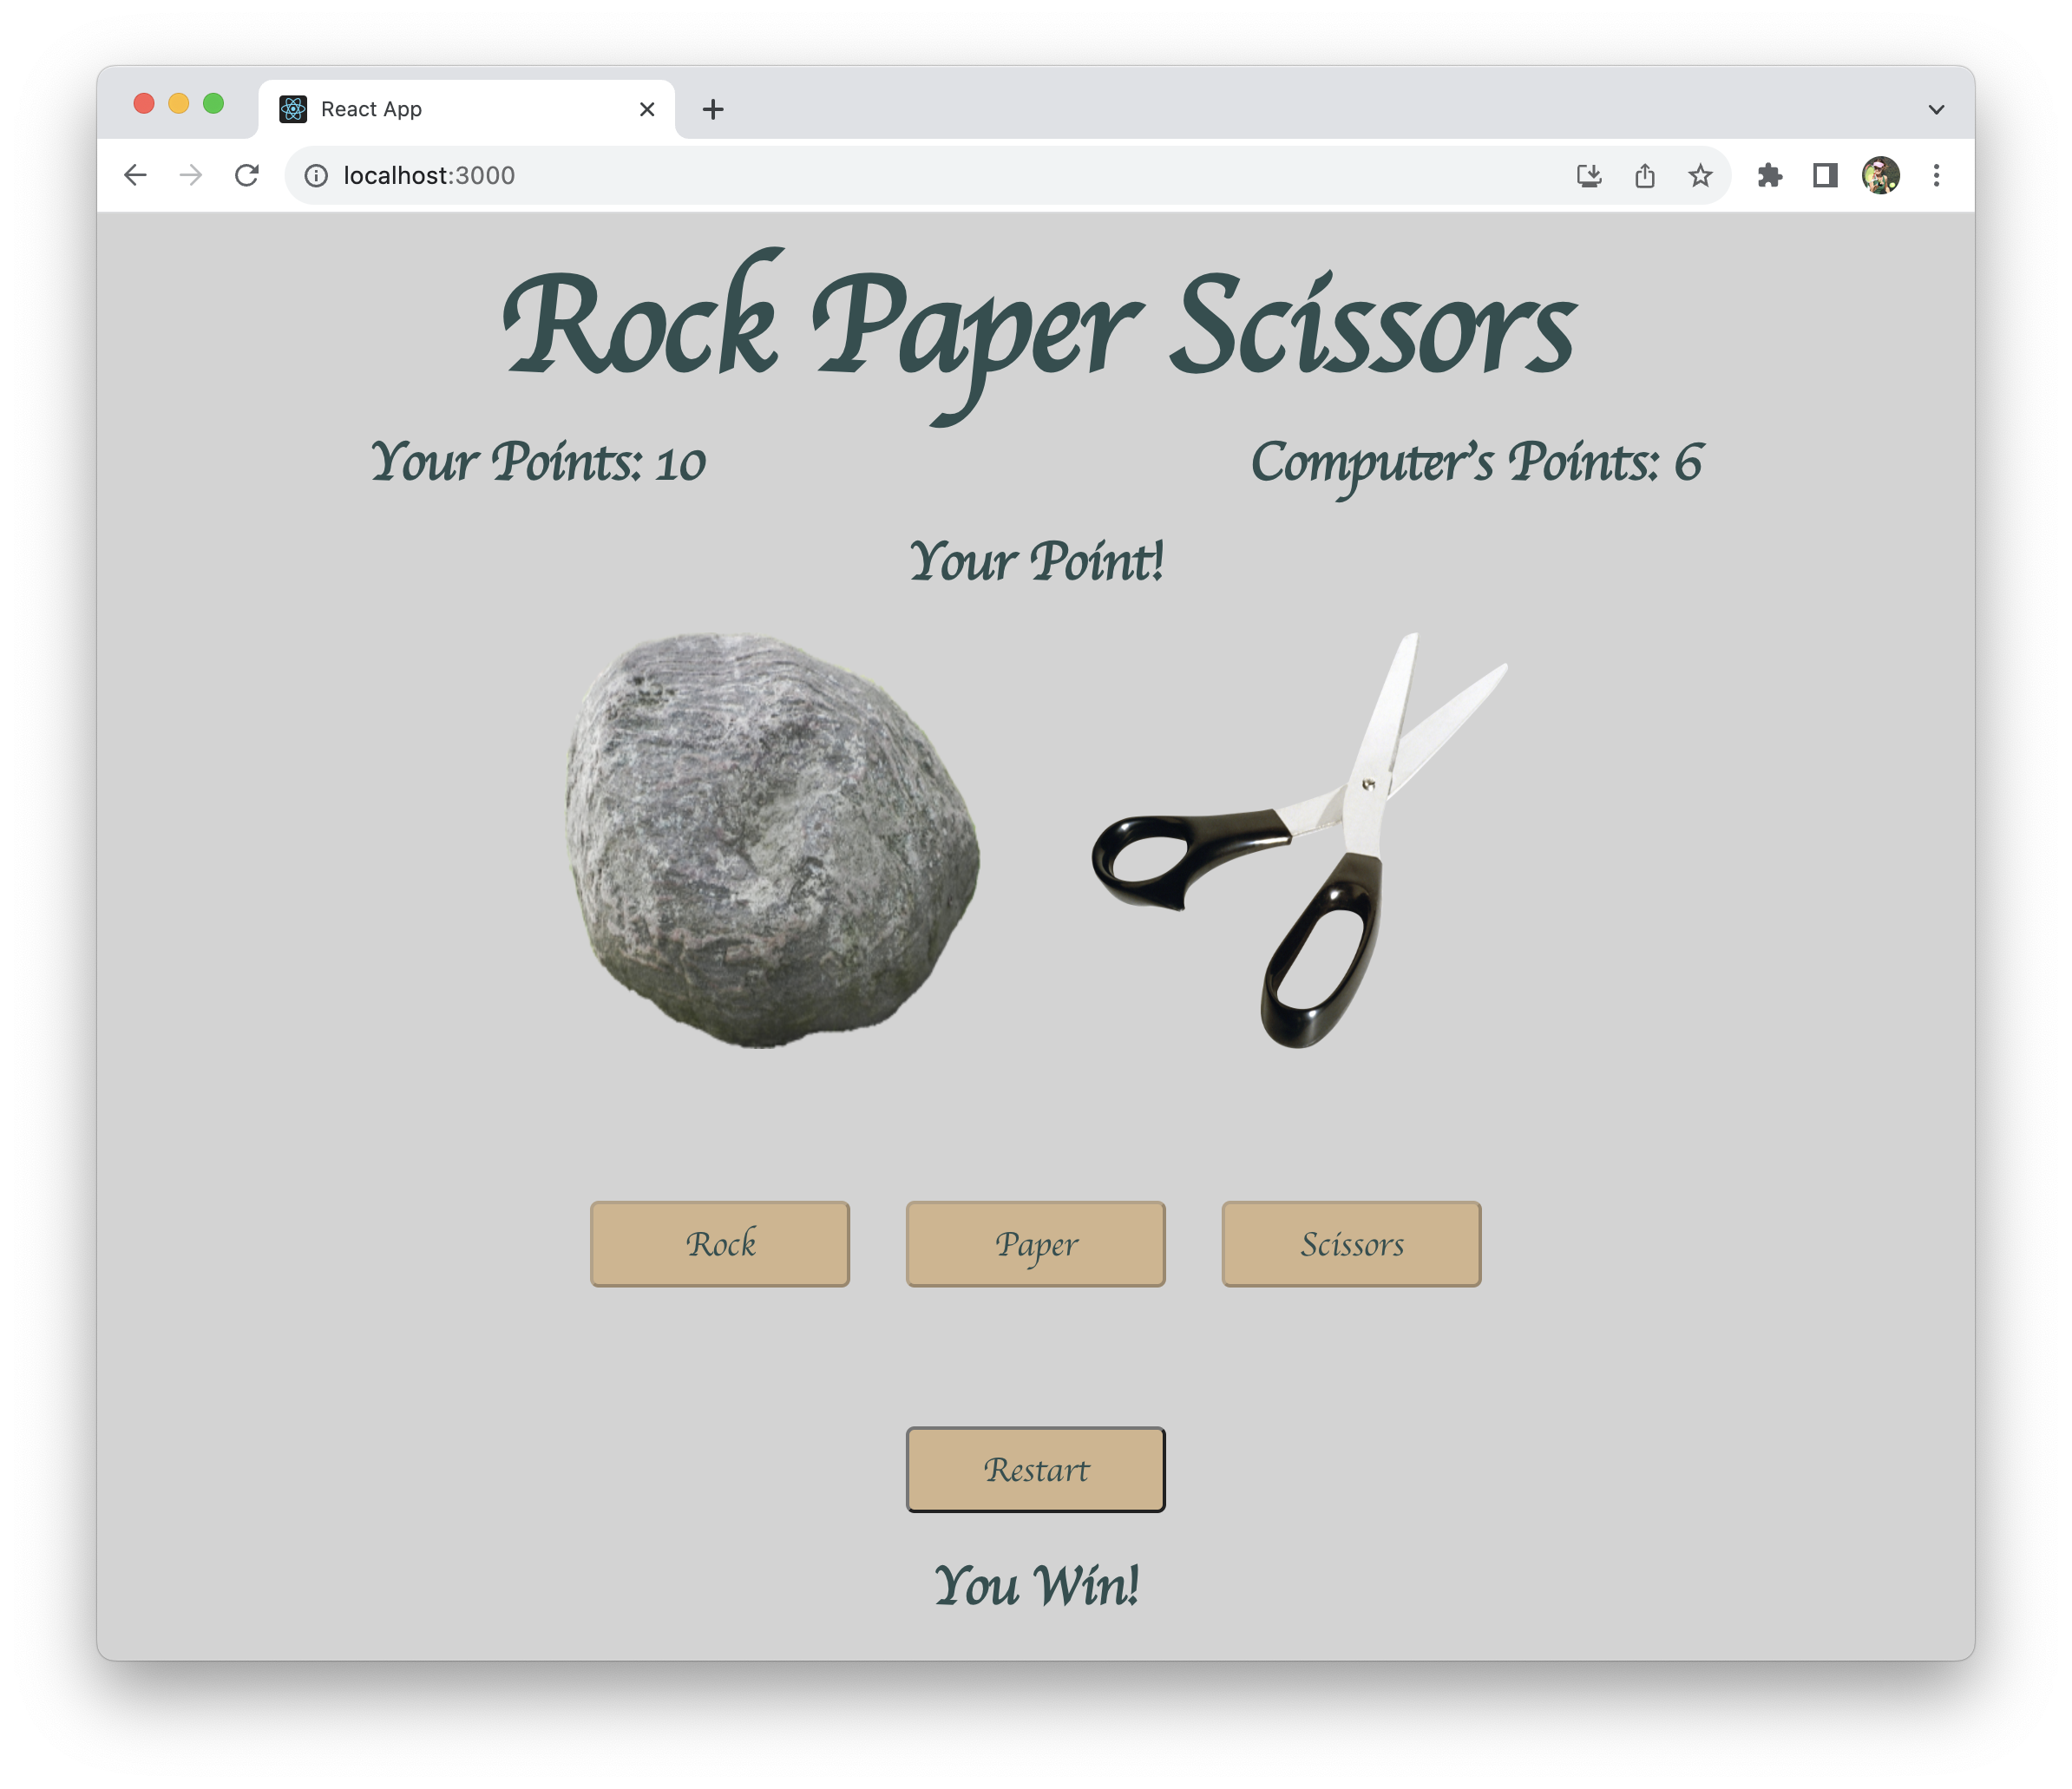 React App
localhost:3000
Rock Paper Scissors
Your Points: 10
Computer's Points: 6
Your Point!
Rock
Paper
Scissors
Restart
You Win!